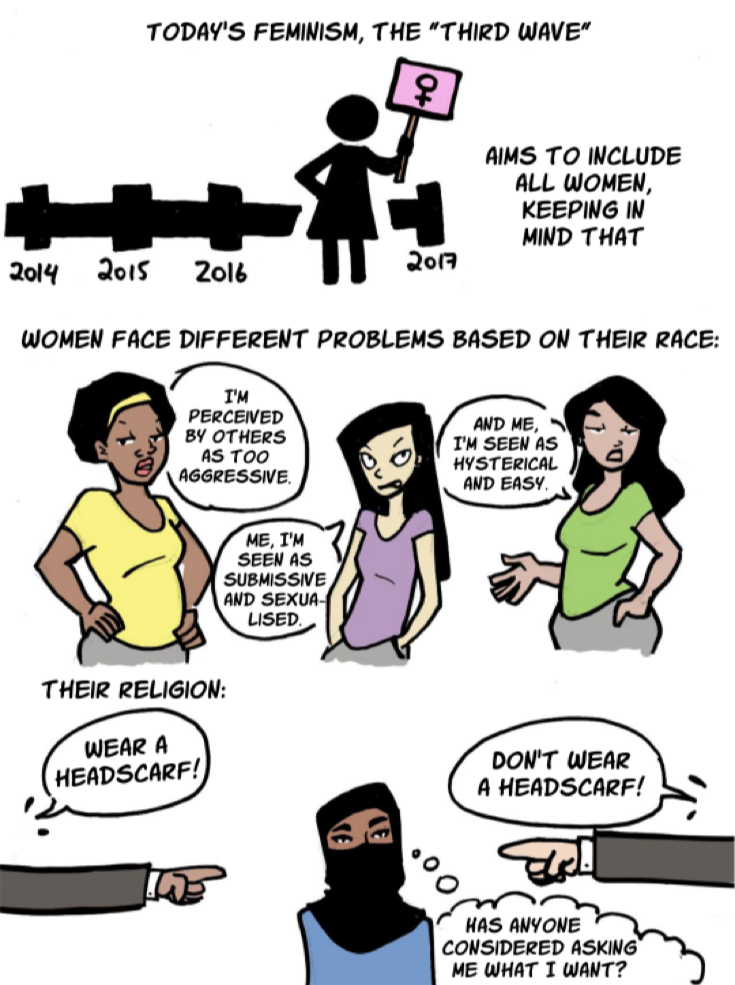 TODAY'S FEMINISM, THE "THIRD WAVE"
AIMS TO INCLUDE
ALL WOMEN,
KEEPING IN
MIND THAT
2014 2015 2016 2017
WOMEN FACE DIFFERENT PROBLEMS BASED ON THEIR RACE:
I'M
PERCEIVED
BY OTHERS
AS TOO
AGGRESSIVE.
ME, I'M
SEEN AS
SUBMISSIVE
AND SEXUA-
LISED.
AND ME,
I'M SEEN AS
HYSTERICAL
AND EASY.
THEIR RELIGION:
WEAR A
HEADSCARF!
DON'T WEAR
A HEADSCARF!
HAS ANYONE
CONSIDERED ASKING
ME WHAT I WANT?